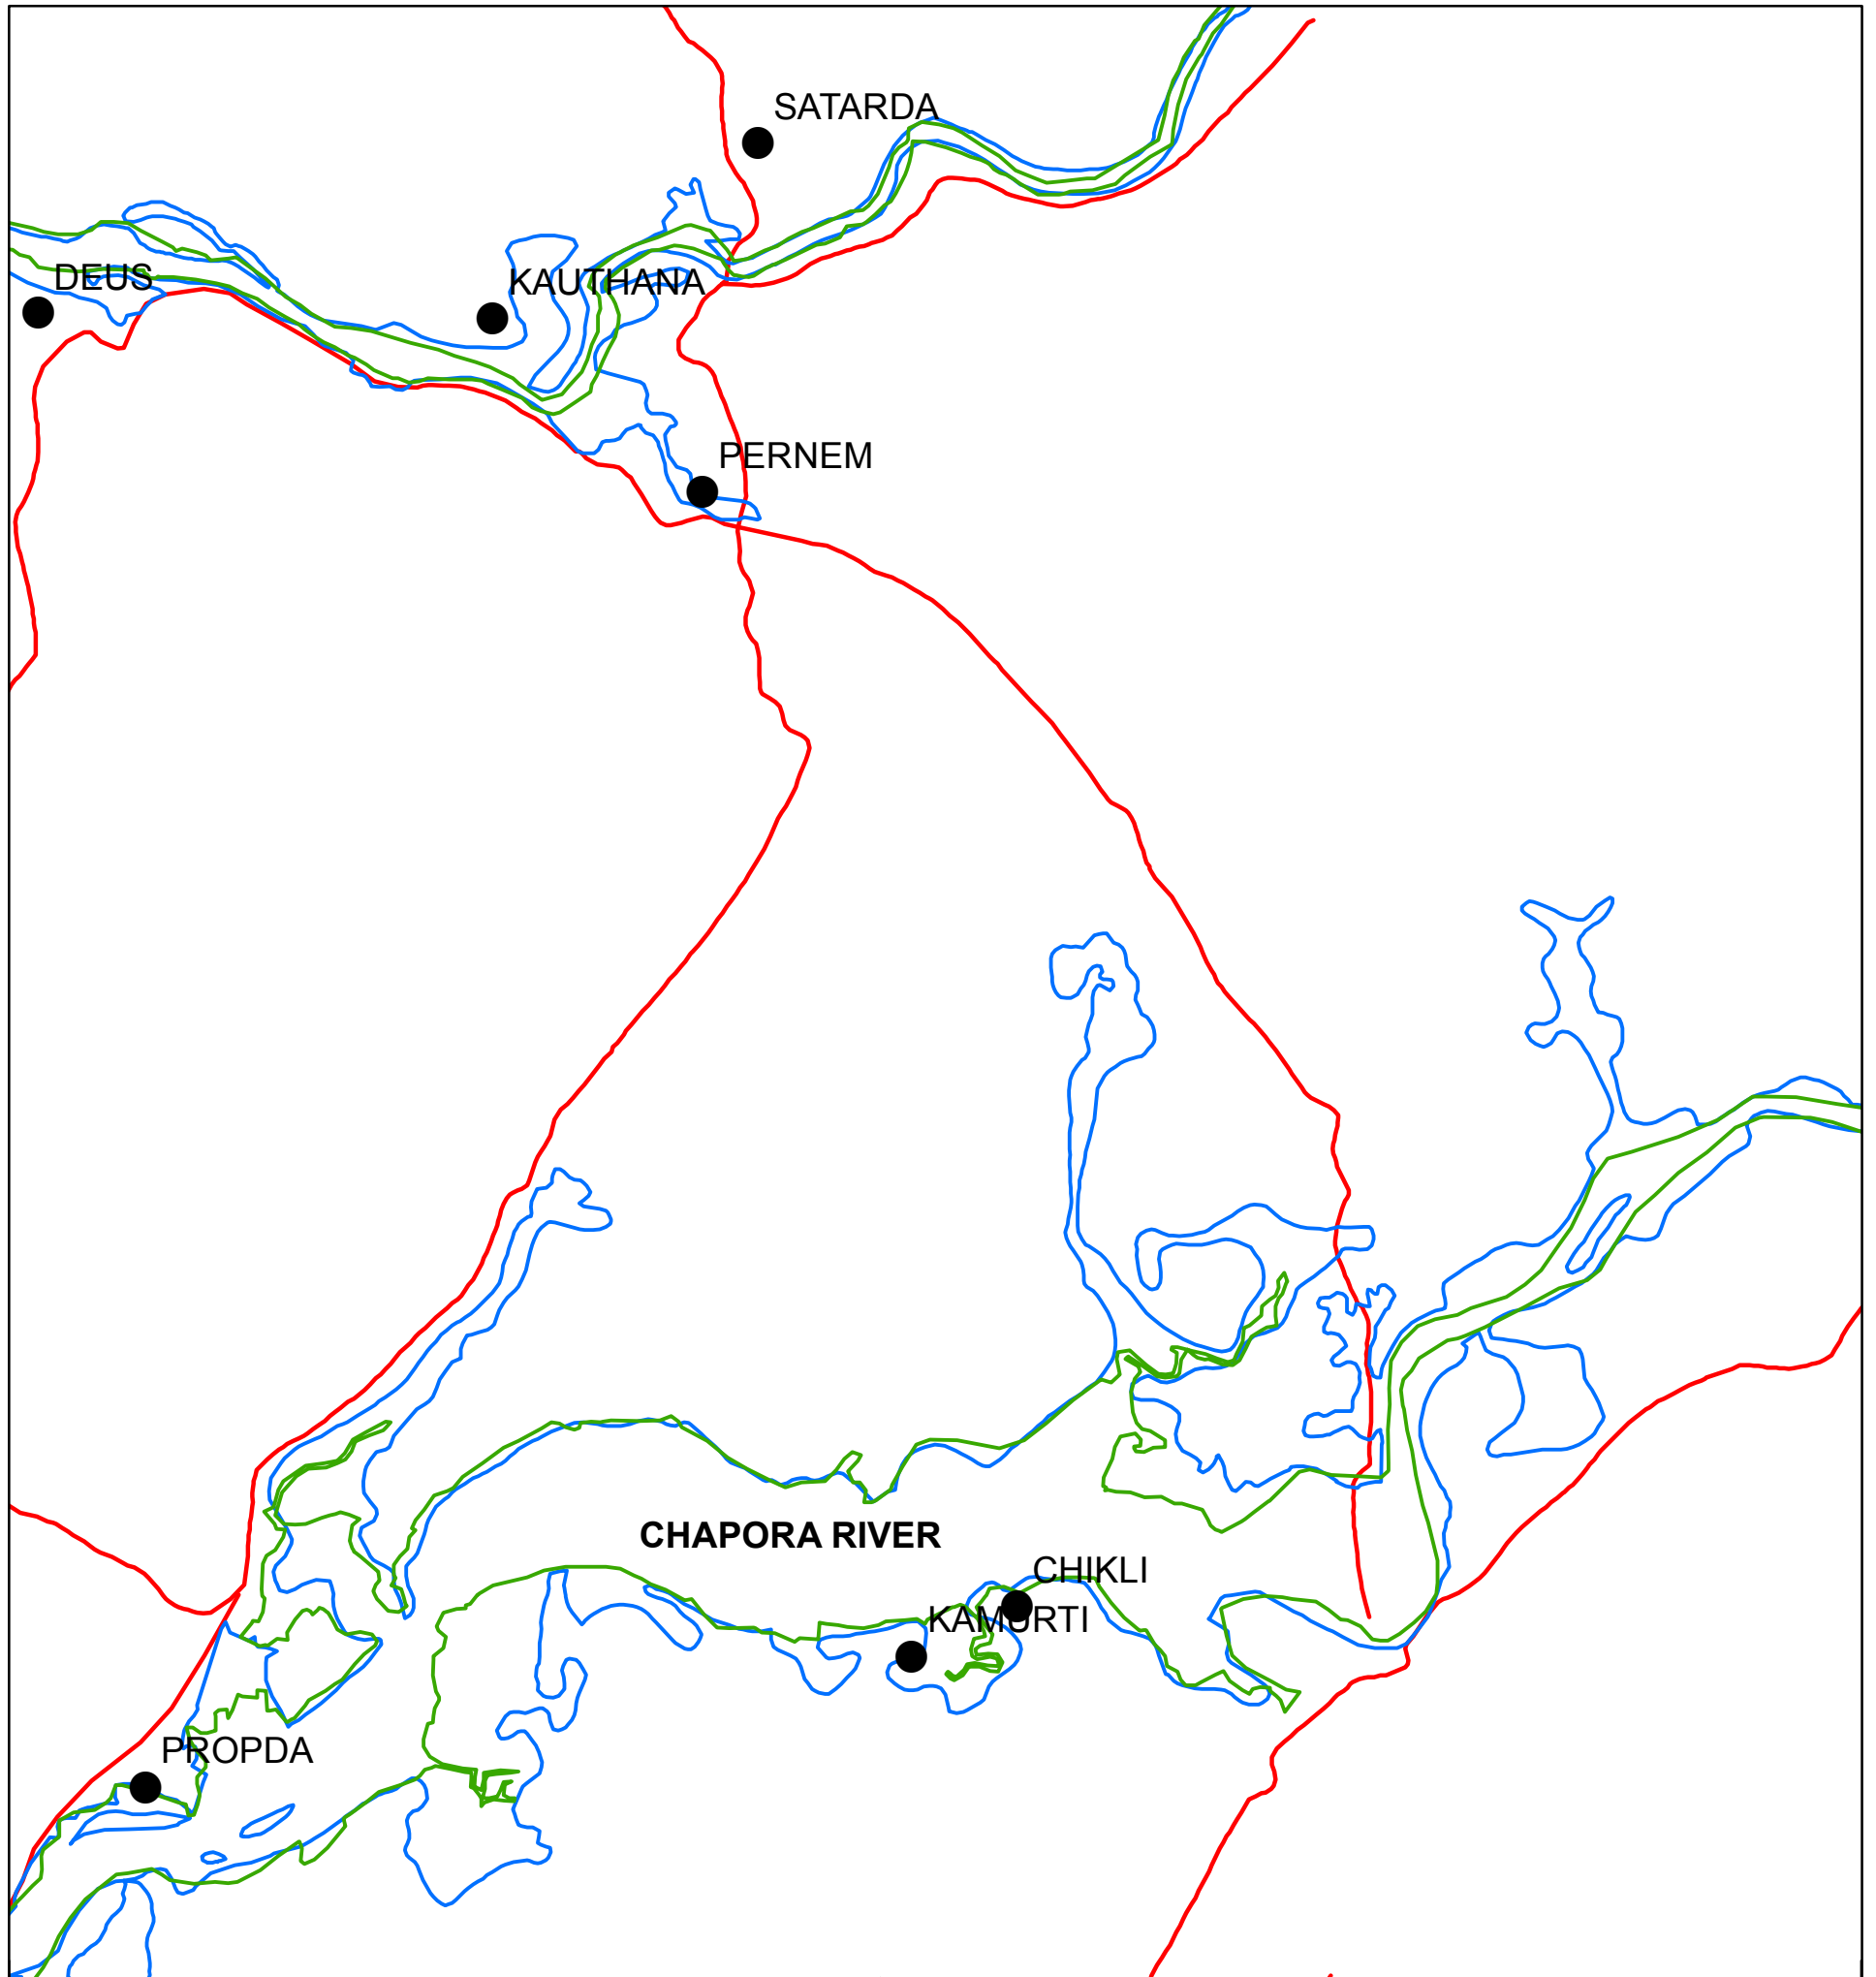 SATARDA
DEUS
KAUTHANA
PERNEM
CHAPORA RIVER
CHIKLI
KAMURTI
PROPDA